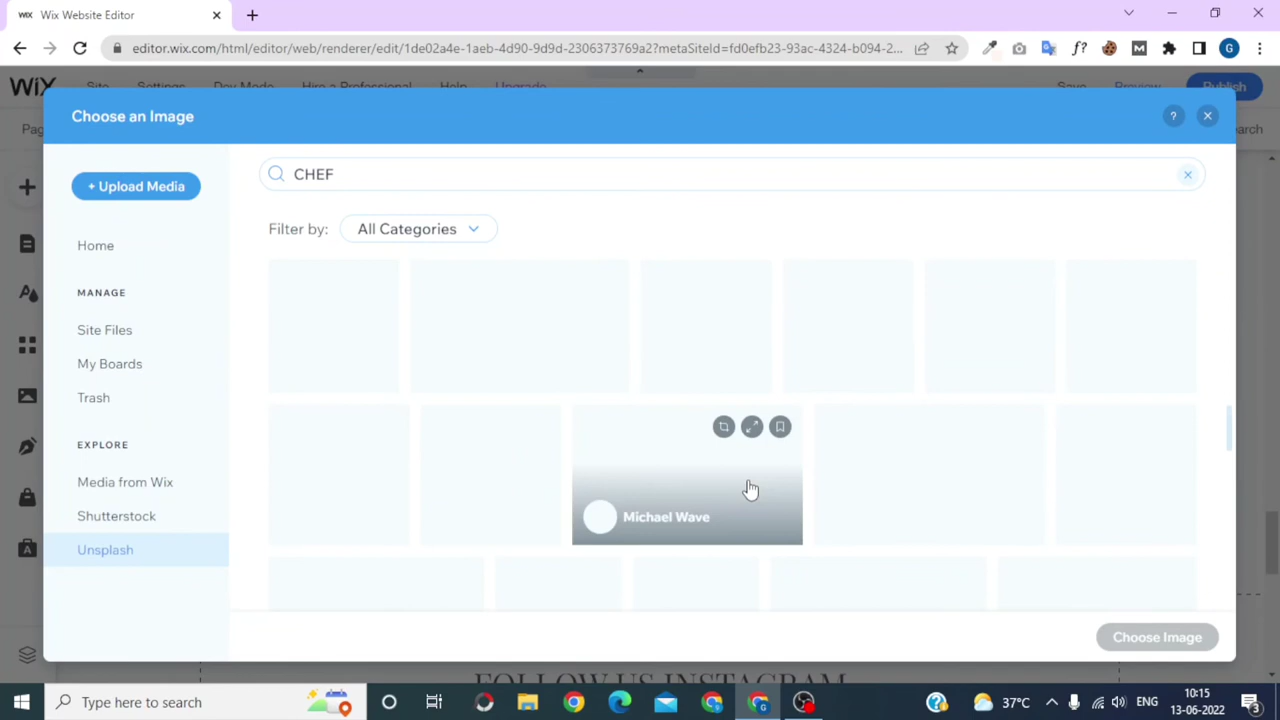 WiX Wix Website Editor
editor.wix.com/html/editor/web/renderer/edit/1de02a4e-1aeb-4d90-9d9d-2306373769a2?metaSiteId=fd0efb23-93ac-4324-b094-2...
G
WiX Site Settings Dev Mode Hire a Professional Help Upgrade Save Preview Publish
Choose an Image
?
Pag
earch
+ Upload Media
CHEF
Filter by: All Categories
Home
MANAGE
Site Files
My Boards
Trash
EXPLORE
Media from Wix
Shutterstock
Unsplash
Michael Wave
Choose Image
FOLLOW US INSTAGRAM
Type here to search
37°C
ENG
10:15
13-06-2022
3